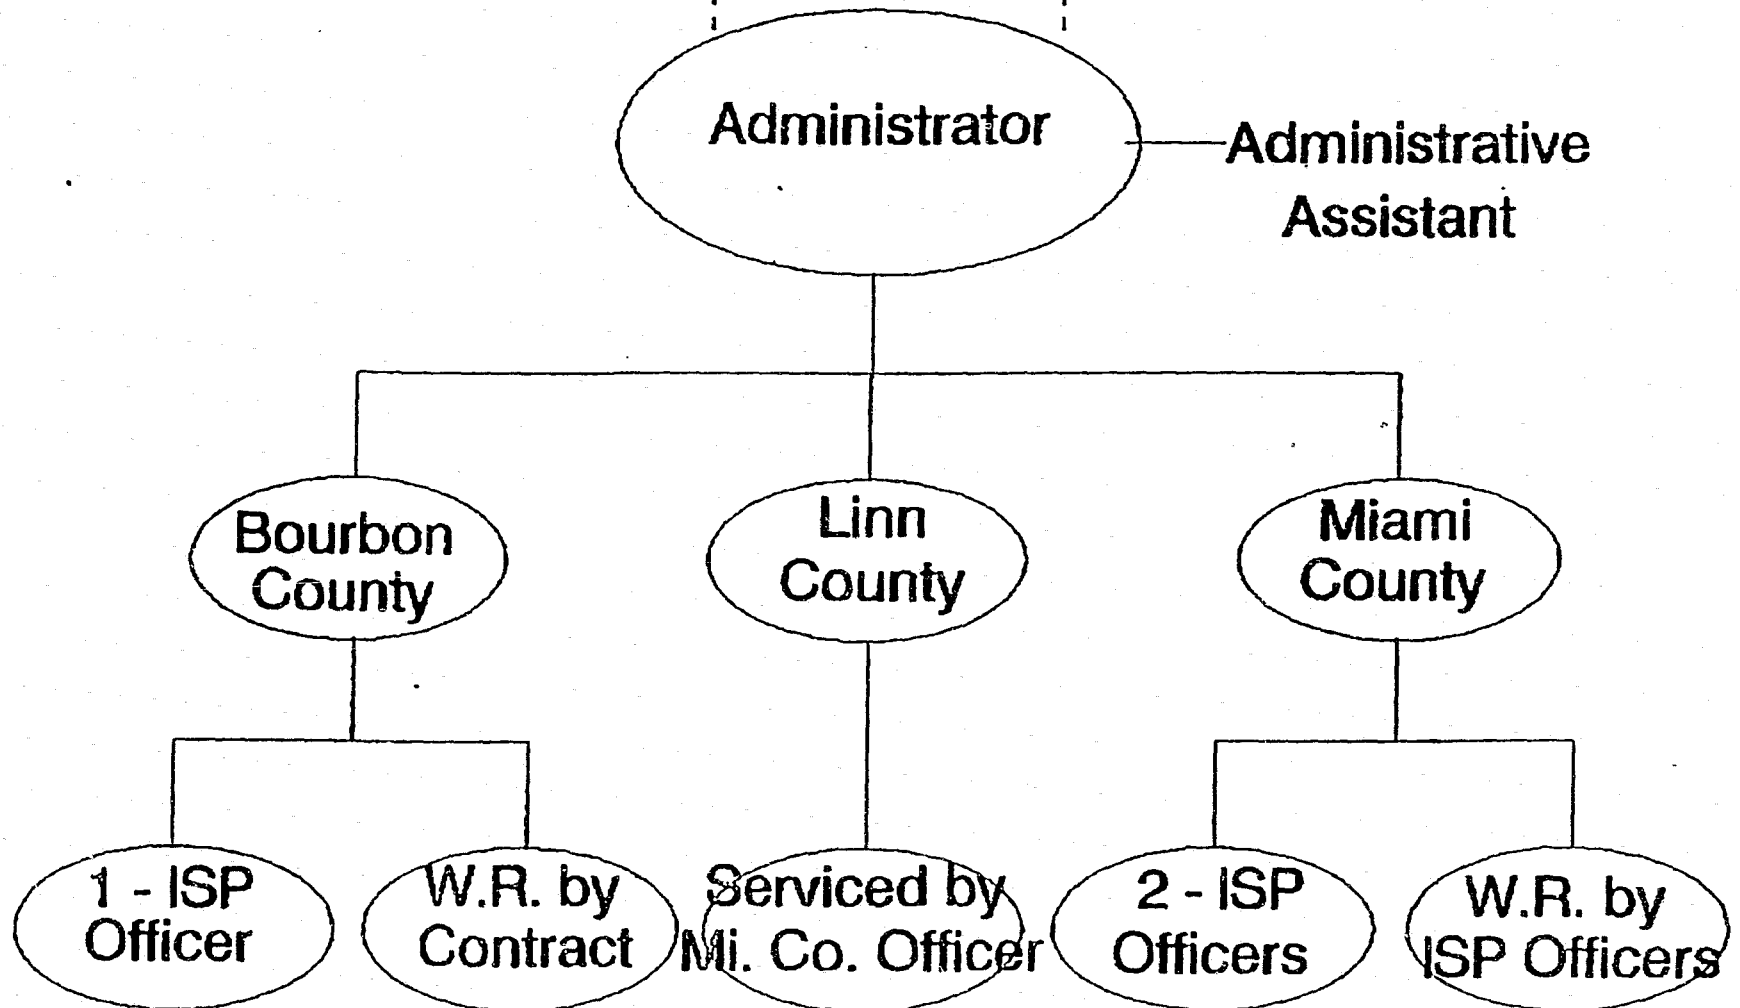 Administrator
Administrative
Assistant
Bourbon
County
Linn
County
Miami
County
1 - ISP
Officer
W.R. by
Contract
Serviced by
Mi. Co. Officer
2 - ISP
Officers
W.R. by
ISP Officers